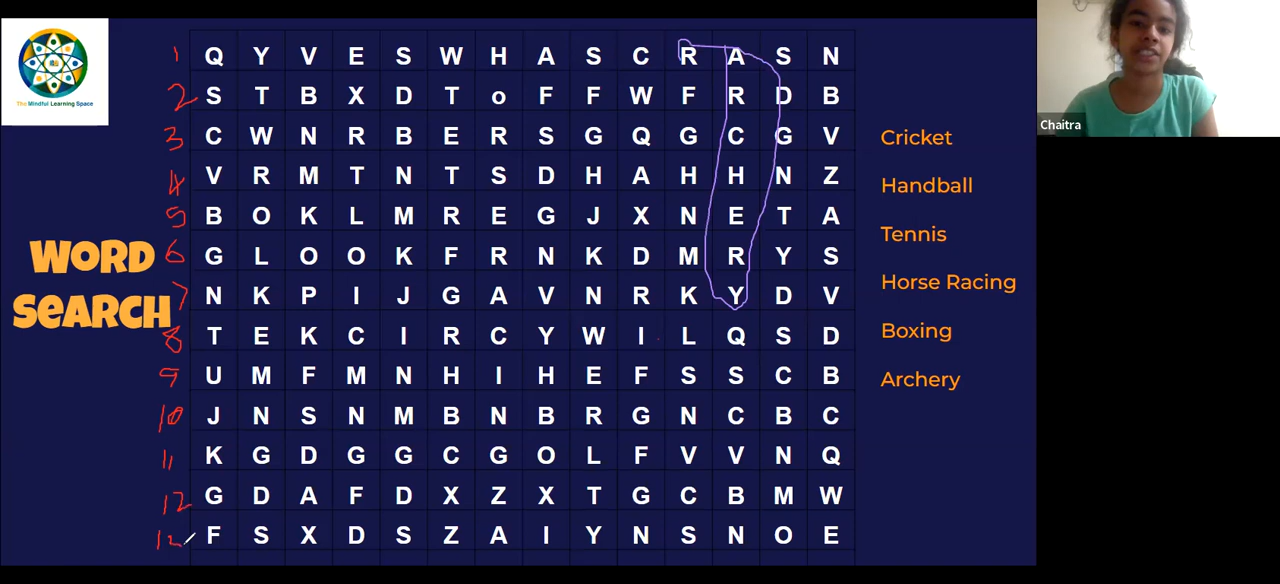 The Mindful Learning Space
WORD
SEARCH
1 Q Y V E S W H A S C R A S N
2 S T B X D T o F F W F R D B
3 C W N R B E R S G Q G C G V
4 V R M T N T S D H A H H N Z
5 B O K L M R E G J X N E T A
6 G L O O K F R N K D M R Y S
7 N K P I J G A V N R K Y D V
8 T E K C I R C Y W I L Q S D
9 U M F M N H I H E F S S C B
10 J N S N M B N B R G N C B C
11 K G D G G C G O L F V V N Q
12 G D A F D X Z X T G C B M W
F S X D S Z A I Y N S N O E
Cricket
Handball
Tennis
Horse Racing
Boxing
Archery
Chaitra